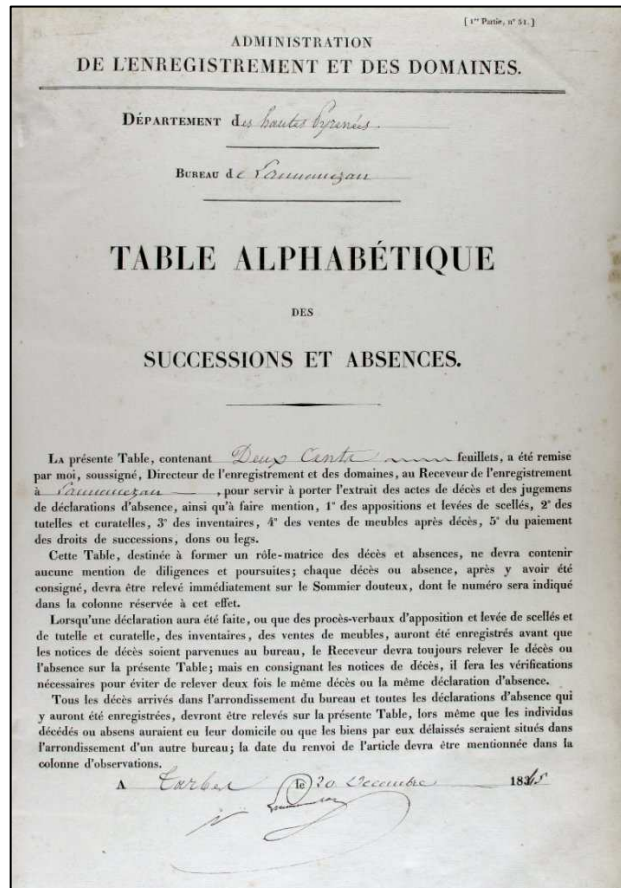 [ 1re Partie, n° 51. ]
ADMINISTRATION
DE L'ENREGISTREMENT ET DES DOMAINES.
DÉPARTEMENT des hautes Pyrénées
BUREAU de Lannemezan
TABLE ALPHABÉTIQUE
DES
SUCCESSIONS ET ABSENCES.
LA présente Table, contenant Deux Cents feuillets, a été remise
par moi, soussigné, Directeur de l'enregistrement et des domaines, au Receveur de l'enregistrement
à Lannemezan , pour servir à porter l'extrait des actes de décès et des jugemens
de déclarations d'absence, ainsi qu'à faire mention, 1° des appositions et levées de scellés, 2° des
tutelles et curatelles, 3° des inventaires, 4° des ventes de meubles après décès, 5° du paiement
des droits de successions, dons ou legs.
Cette Table, destinée à former un rôle-matrice des décès et absences, ne devra contenir
aucune mention de diligences et poursuites; chaque décès ou absence, après y avoir été
consigné, devra être relevé immédiatement sur le Sommier douteux, dont le numéro sera indiqué
dans la colonne réservée à cet effet.
Lorsqu'une déclaration aura été faite, ou que des procès-verbaux d'apposition et levée de scellés et
de tutelle et curatelle, des inventaires, des ventes de meubles, auront été enregistrés avant que
les notices de décès soient parvenues au bureau, le Receveur devra toujours relever le décès ou
l'absence sur la présente Table; mais en consignant les notices de décès, il fera les vérifications
nécessaires pour éviter de relever deux fois le même décès ou la même déclaration d'absence.
Tous les décès arrivés dans l'arrondissement du bureau et toutes les déclarations d'absence qui
y auront été enregistrées, devront être relevés sur la présente Table, lors même que les individus
décédés ou absens auraient eu leur domicile ou que les biens par eux délaissés seraient situés dans
l'arrondissement d'un autre bureau; la date du renvoi de l'article devra être mentionnée dans la
colonne d'observations.
A Tarbes le 20 Décembre 1845